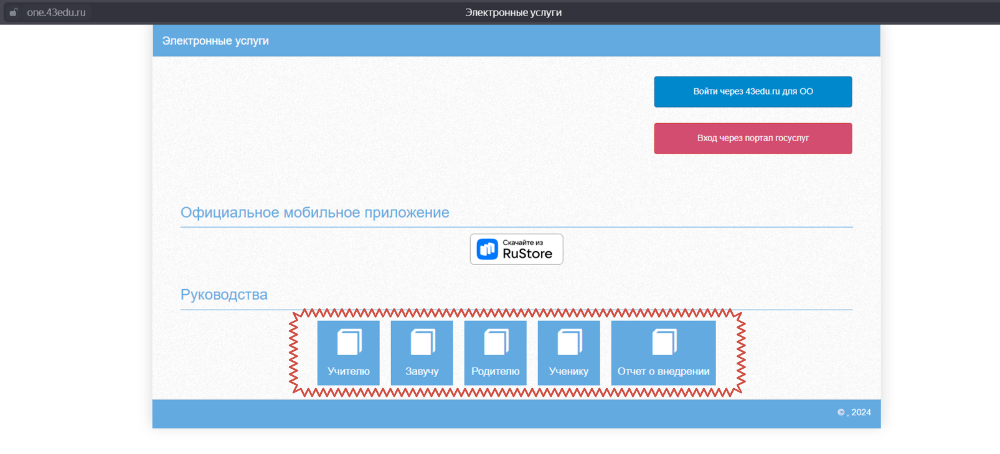 one.43edu.ru
Электронные услуги
Электронные услуги
Войти через 43edu.ru для ОО
Вход через портал госуслуг
Официальное мобильное приложение
Скачайте из
RuStore
Руководства
Учителю
Завучу
Родителю
Ученику
Отчет о внедрении
© , 2024